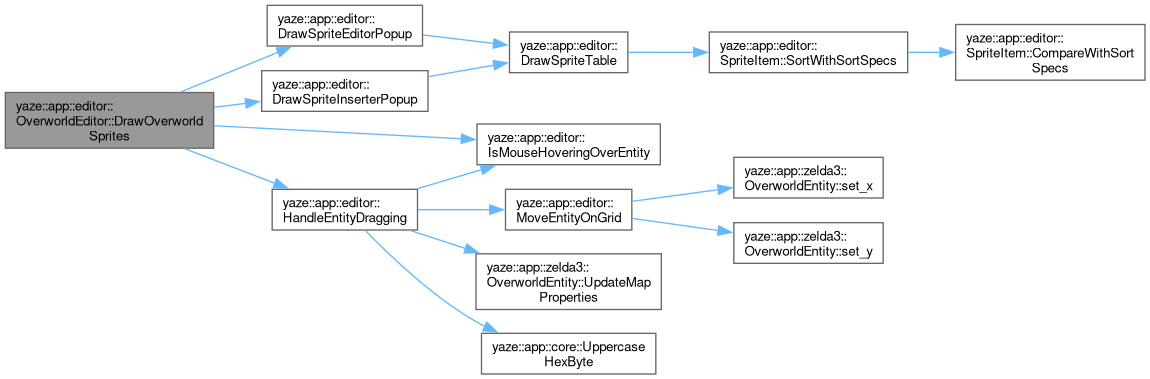 yaze::app::editor::
OverworldEditor::DrawOverworld
Sprites
yaze::app::editor::
DrawSpriteEditorPopup
yaze::app::editor::
DrawSpriteInserterPopup
yaze::app::editor::
DrawSpriteTable
yaze::app::editor::
SpriteItem::SortWithSortSpecs
yaze::app::editor::
SpriteItem::CompareWithSort
Specs
yaze::app::editor::
IsMouseHoveringOverEntity
yaze::app::editor::
HandleEntityDragging
yaze::app::editor::
MoveEntityOnGrid
yaze::app::zelda3::
OverworldEntity::set_x
yaze::app::zelda3::
OverworldEntity::set_y
yaze::app::zelda3::
OverworldEntity::UpdateMap
Properties
yaze::app::core::Uppercase
HexByte